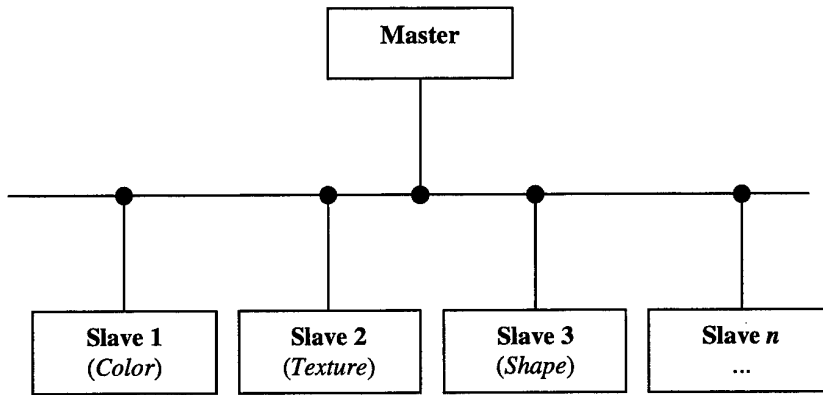 Master
Slave 1
(Color)
Slave 2
(Texture)
Slave 3
(Shape)
Slave n
...